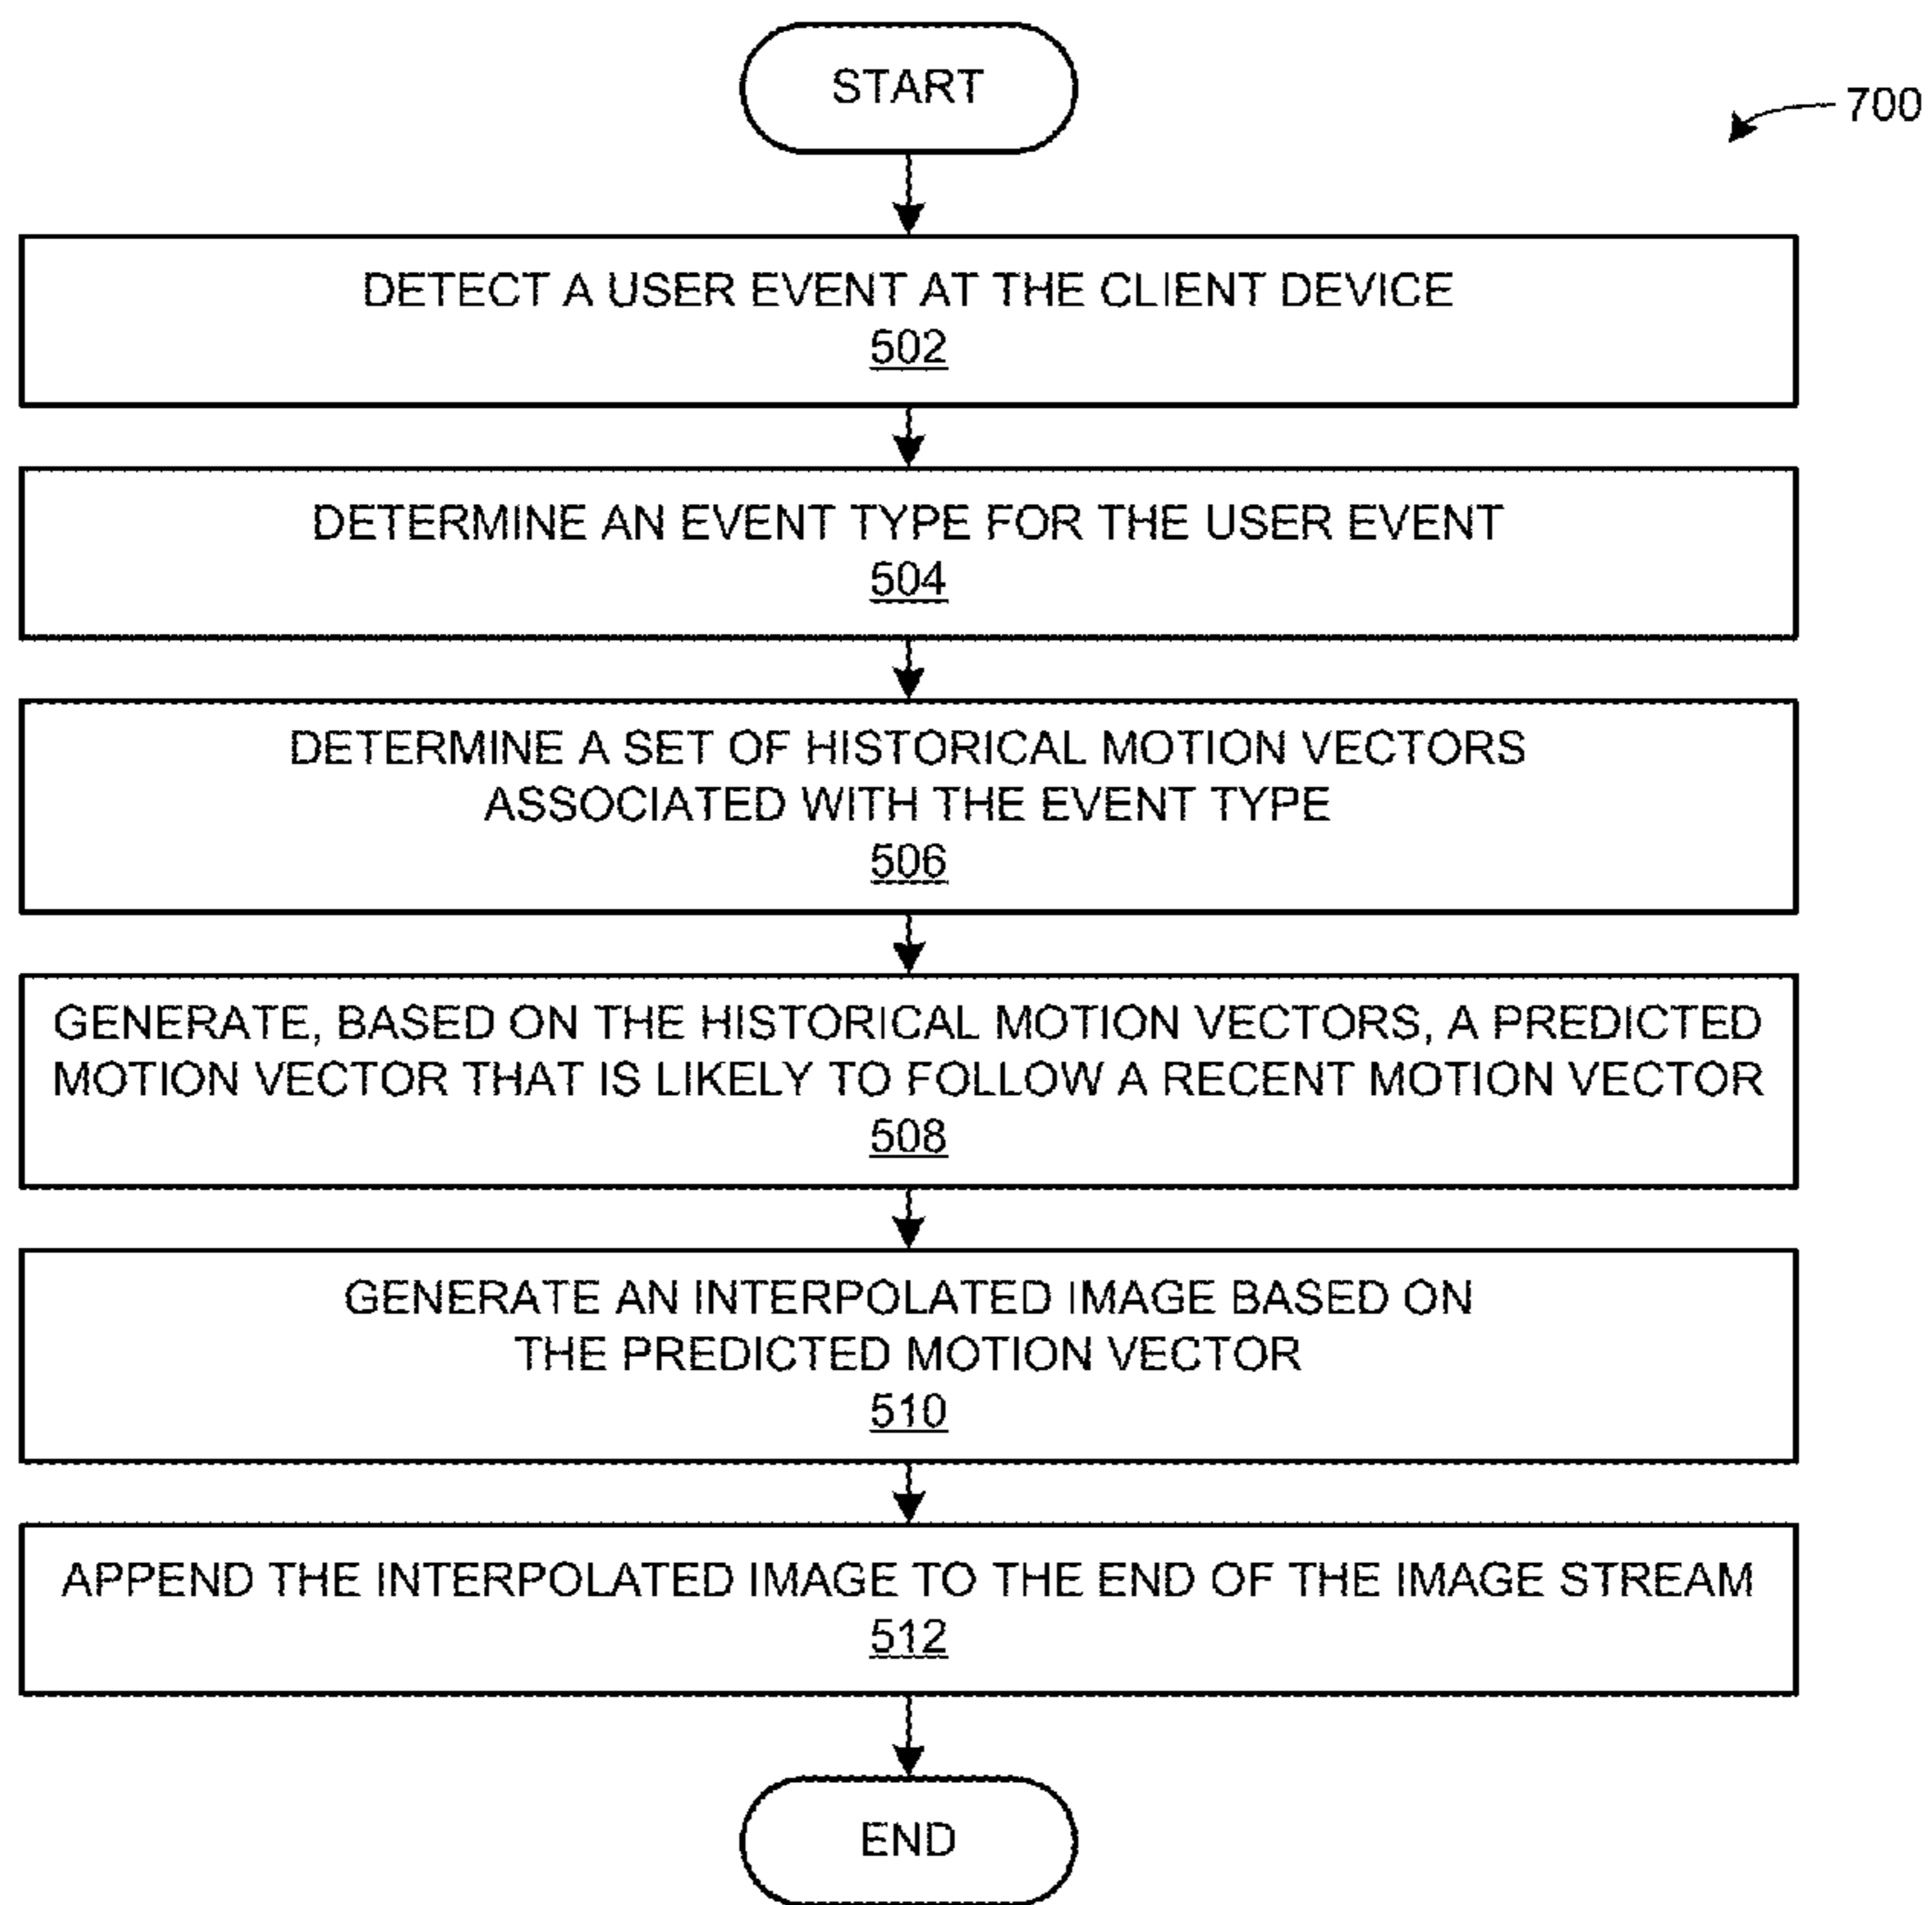 START
700
DETECT A USER EVENT AT THE CLIENT DEVICE
502
DETERMINE AN EVENT TYPE FOR THE USER EVENT
504
DETERMINE A SET OF HISTORICAL MOTION VECTORS
ASSOCIATED WITH THE EVENT TYPE
506
GENERATE, BASED ON THE HISTORICAL MOTION VECTORS, A PREDICTED
MOTION VECTOR THAT IS LIKELY TO FOLLOW A RECENT MOTION VECTOR
508
GENERATE AN INTERPOLATED IMAGE BASED ON
THE PREDICTED MOTION VECTOR
510
APPEND THE INTERPOLATED IMAGE TO THE END OF THE IMAGE STREAM
512
END